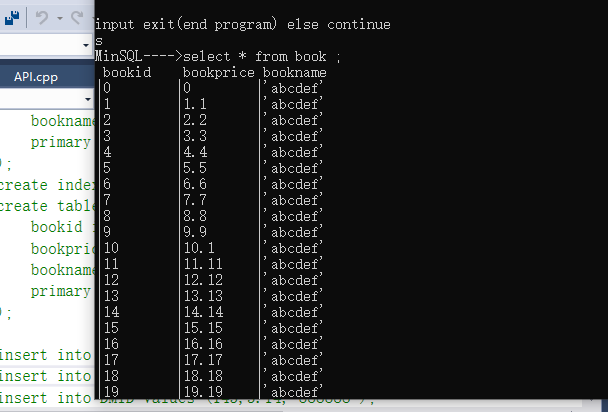 API.cpp
bookname
primary
);
create index
create table
bookid
bookprice
bookname
primary
);
insert into
insert into
insert into
input exit(end program) else continue
s
MinSQL---->select * from book ;
bookid bookprice bookname
|0 |0 |'abcdef'
|1 |1.1 |'abcdef'
|2 |2.2 |'abcdef'
|3 |3.3 |'abcdef'
|4 |4.4 |'abcdef'
|5 |5.5 |'abcdef'
|6 |6.6 |'abcdef'
|7 |7.7 |'abcdef'
|8 |8.8 |'abcdef'
|9 |9.9 |'abcdef'
|10 |10.1 |'abcdef'
|11 |11.11 |'abcdef'
|12 |12.12 |'abcdef'
|13 |13.13 |'abcdef'
|14 |14.14 |'abcdef'
|15 |15.15 |'abcdef'
|16 |16.16 |'abcdef'
|17 |17.17 |'abcdef'
|18 |18.18 |'abcdef'
|19 |19.19 |'abcdef'